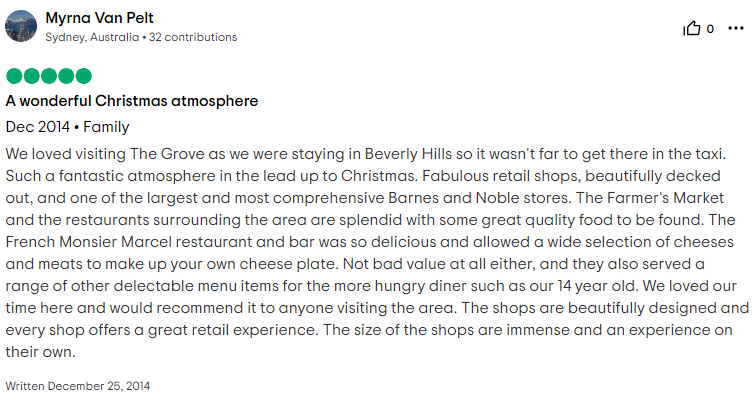 Myrna Van Pelt
Sydney, Australia • 32 contributions
0
A wonderful Christmas atmosphere
Dec 2014 • Family
We loved visiting The Grove as we were staying in Beverly Hills so it wasn't far to get there in the taxi.
Such a fantastic atmosphere in the lead up to Christmas. Fabulous retail shops, beautifully decked
out, and one of the largest and most comprehensive Barnes and Noble stores. The Farmer's Market
and the restaurants surrounding the area are splendid with some great quality food to be found. The
French Monsier Marcel restaurant and bar was so delicious and allowed a wide selection of cheeses
and meats to make up your own cheese plate. Not bad value at all either, and they also served a
range of other delectable menu items for the more hungry diner such as our 14 year old. We loved our
time here and would recommend it to anyone visiting the area. The shops are beautifully designed and
every shop offers a great retail experience. The size of the shops are immense and an experience on
their own.
Written December 25, 2014